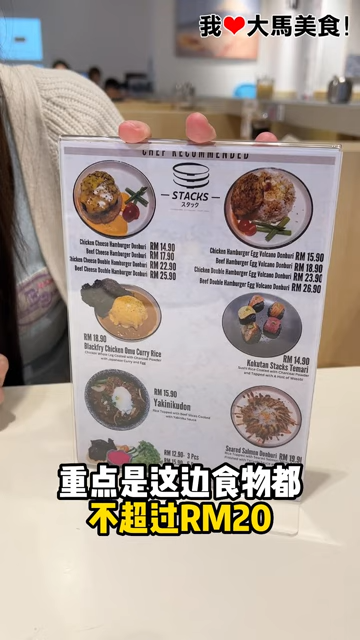 我❤大馬美食!
CHEF RECOMMENDED
STACKS
スタック
Chicken Cheese Hamburger Donburi RM 14.90
Beef Cheese Hamburger Donburi RM 17.90
Chicken Cheese Double Hamburger Donburi RM 22.90
Beef Cheese Double Hamburger Donburi RM 25.90
Chicken Hamburger Egg Volcano Donburi RM 15.90
Beef Hamburger Egg Volcano Donburi RM 18.90
Chicken Double Hamburger Egg Volcano Donburi RM 23.90
Beef Double Hamburger Egg Volcano Donburi RM 26.90
RM 18.90
Blackfry Chicken Omu Curry Rice
RM 14.90
Kokutan Stacks Temari
RM 15.90
Yakinikudon
Seared Salmon Donburi RM 19.90
RM 12.90- 3 Pcs
重点是这边食物都
不超过RM20